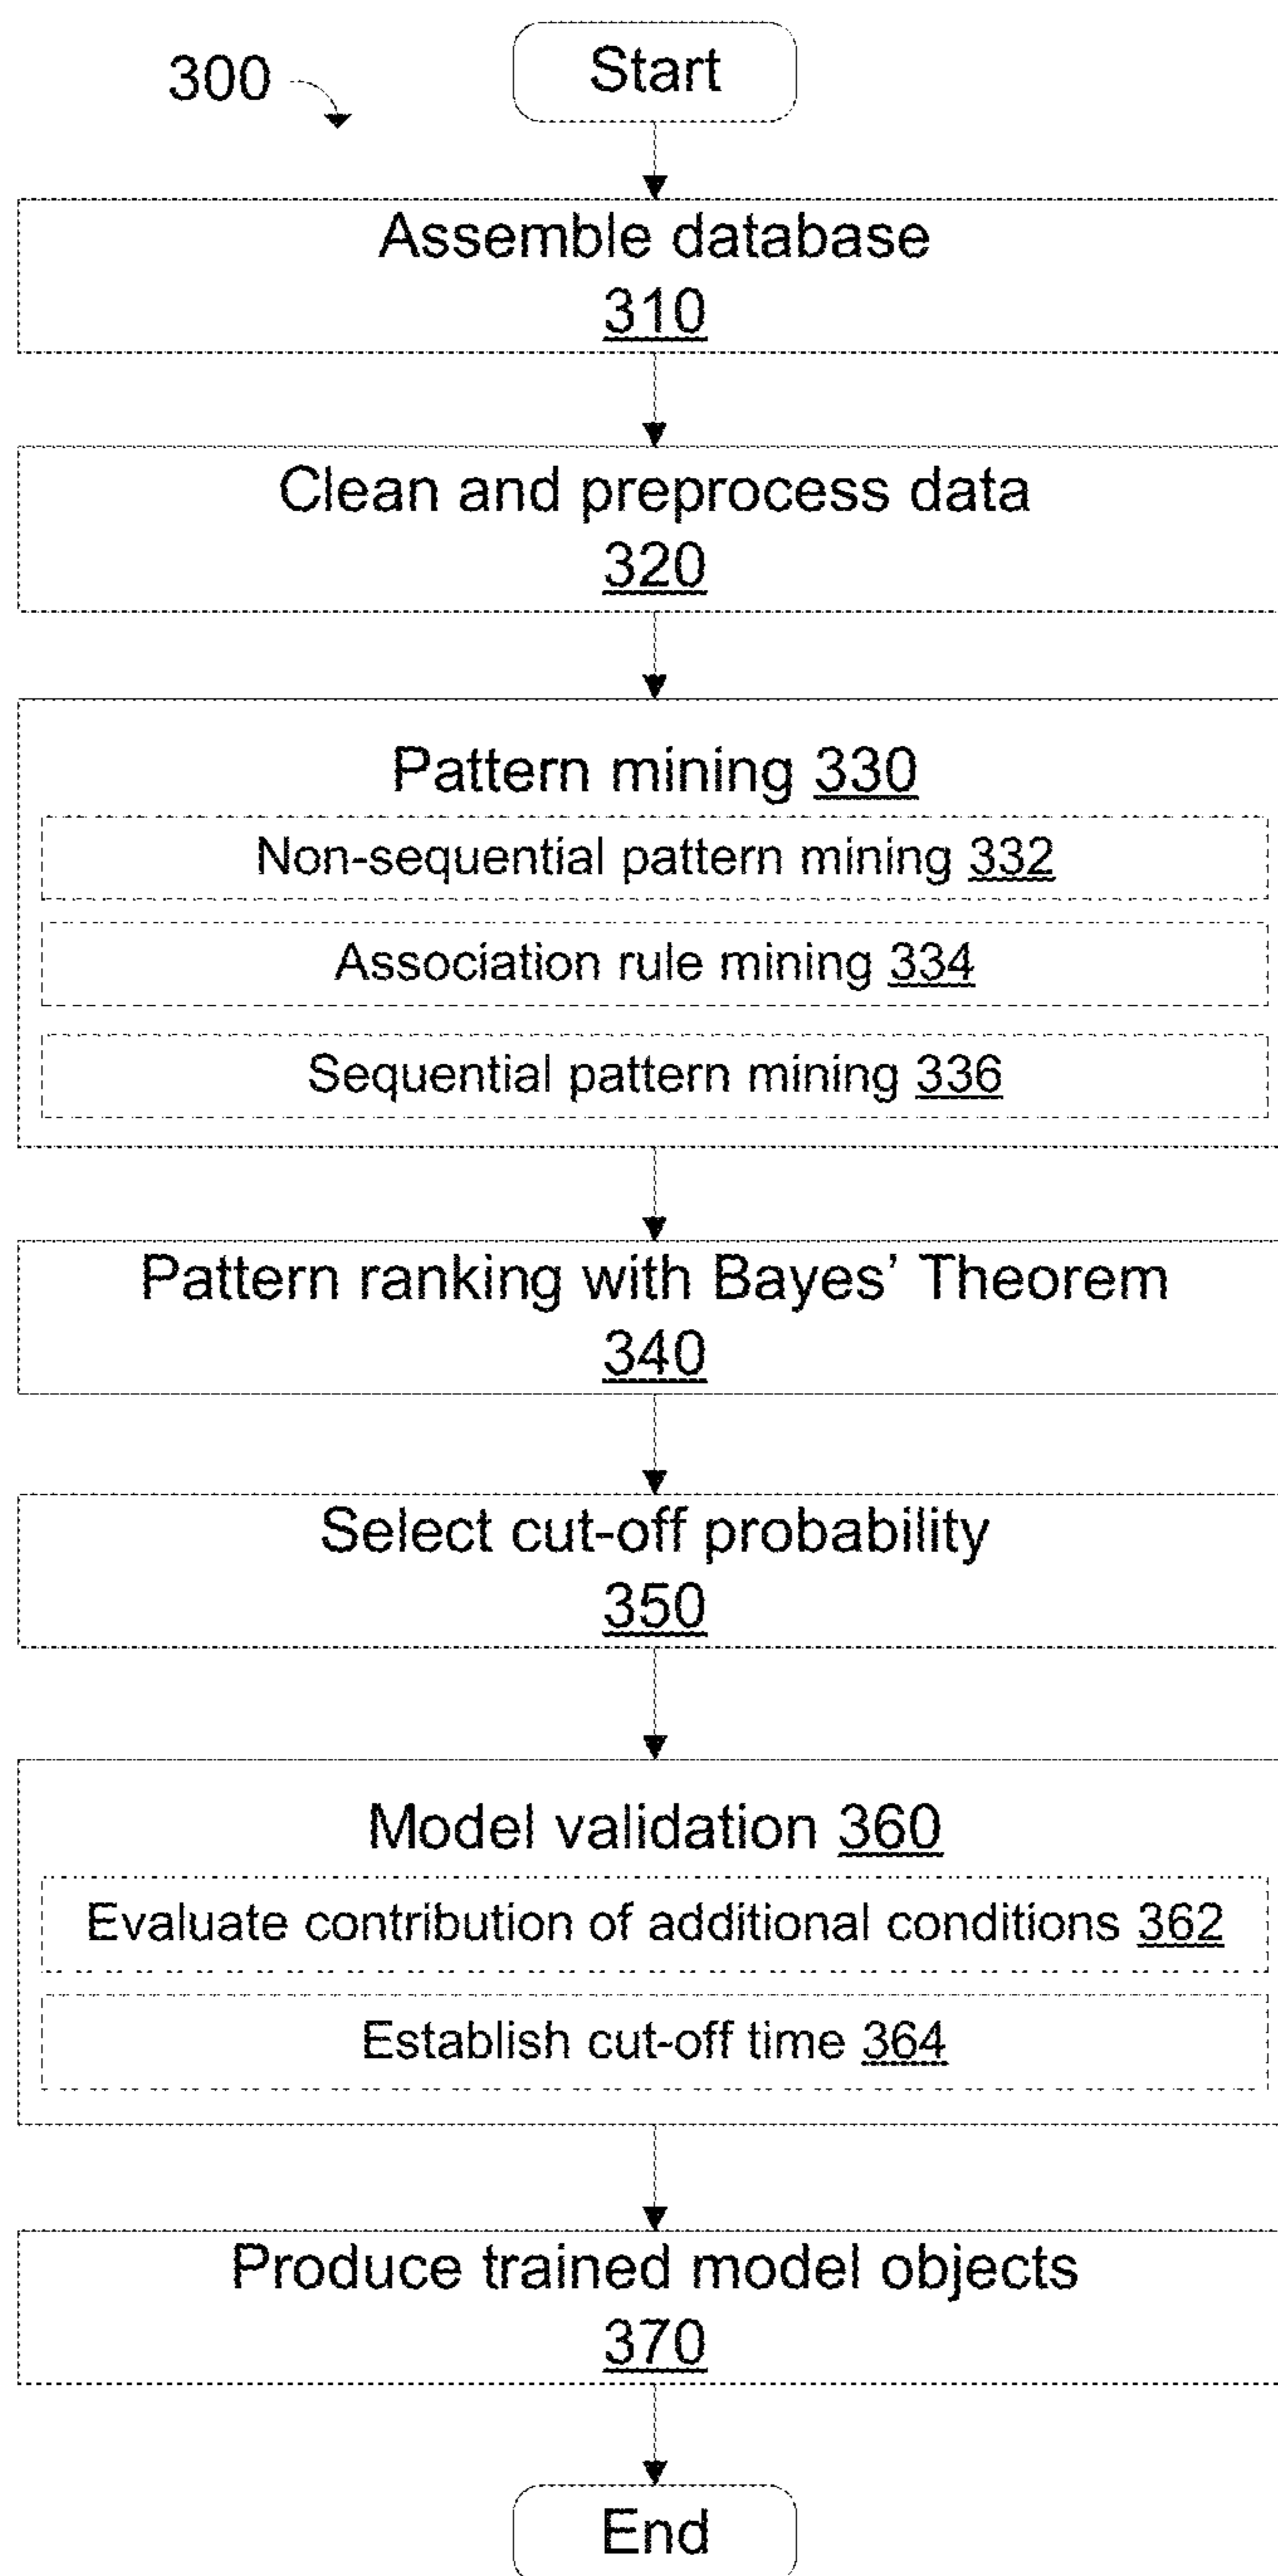 300
Start
Assemble database
310
Clean and preprocess data
320
Pattern mining 330
Non-sequential pattern mining 332
Association rule mining 334
Sequential pattern mining 336
Pattern ranking with Bayes’ Theorem
340
Select cut-off probability
350
Model validation 360
Evaluate contribution of additional conditions 362
Establish cut-off time 364
Produce trained model objects
370
End